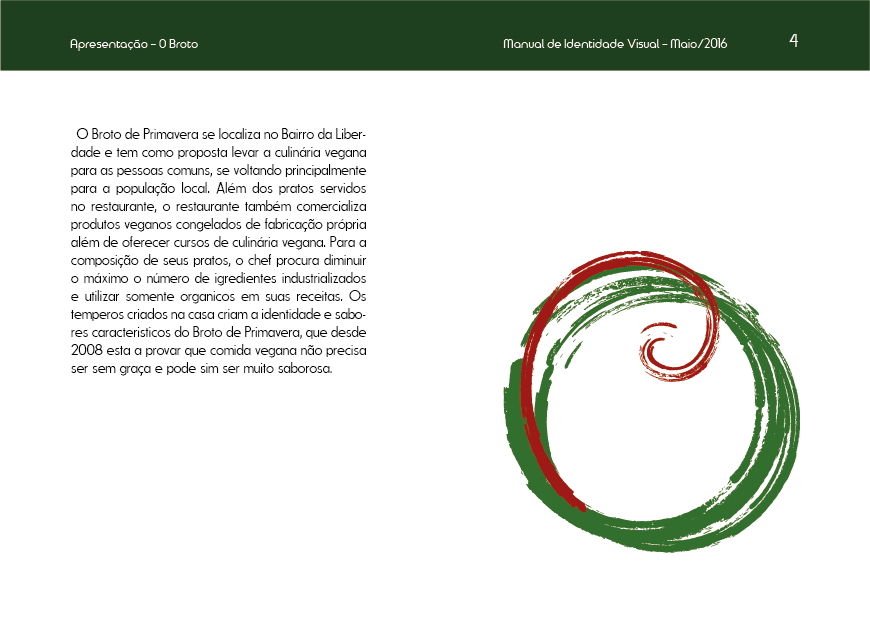 Apresentação – O Broto
Manual de Identidade Visual – Maio/2016
4
O Broto de Primavera se localiza no Bairro da Liber-
dade e tem como proposta levar a culinária vegana
para as pessoas comuns, se voltando principalmente
para a população local. Além dos pratos servidos
no restaurante, o restaurante também comercializa
produtos veganos congelados de fabricação própria
além de oferecer cursos de culinária vegana. Para a
composição de seus pratos, o chef procura diminuir
o máximo o número de igredientes industrializados
e utilizar somente organicos em suas receitas. Os
temperos criados na casa criam a identidade e sabo-
res caracteristicos do Broto de Primavera, que desde
2008 esta a provar que comida vegana não precisa
ser sem graça e pode sim ser muito saborosa.